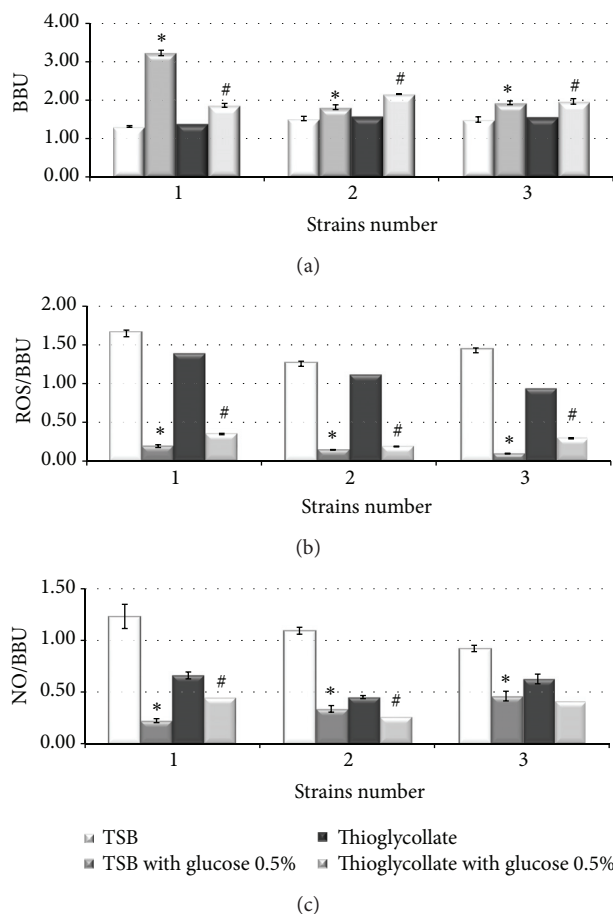 BBU
4.00
3.00
2.00
1.00
0.00
* # * # * #
1 2 3
Strains number
(a)
ROS/BBU
2.00
1.50
1.00
0.50
0.00
* # * # * #
1 2 3
Strains number
(b)
NO/BBU
1.50
1.00
0.50
0.00
* # * # *
1 2 3
Strains number
TSB Thioglycollate
TSB with glucose 0.5% Thioglycollate with glucose 0.5%
(c)